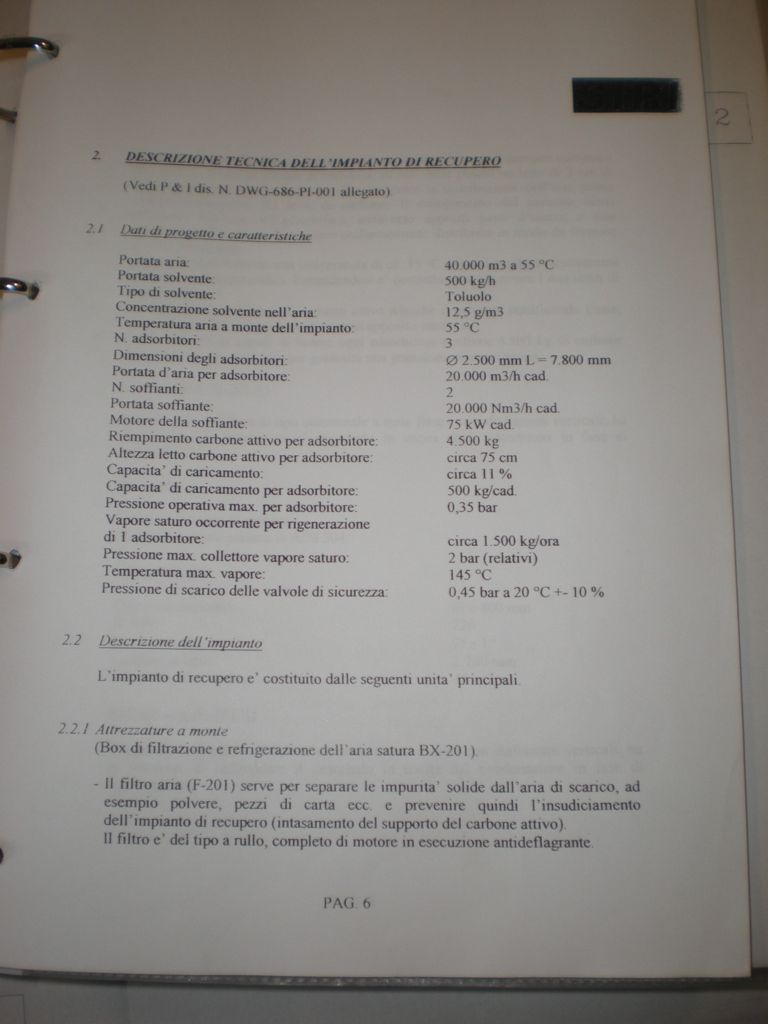 2
2. DESCRIZIONE TECNICA DELL'IMPIANTO DI RECUPERO
(Vedi P & I dis. N. DWG-686-PI-001 allegato)
2.1 Dati di progetto e caratteristiche
Portata aria: 40.000 m3 a 55 °C
Portata solvente: 500 kg/h
Tipo di solvente: Toluolo
Concentrazione solvente nell'aria: 12,5 g/m3
Temperatura aria a monte dell'impianto: 55 °C
N. adsorbitori: 3
Dimensioni degli adsorbitori: Ø 2.500 mm L = 7.800 mm
Portata d'aria per adsorbitore: 20.000 m3/h cad.
N. soffianti: 2
Portata soffiante: 20.000 Nm3/h cad.
Motore della soffiante: 75 kW cad.
Riempimento carbone attivo per adsorbitore: 4.500 kg
Altezza letto carbone attivo per adsorbitore: circa 75 cm
Capacita' di caricamento: circa 11 %
Capacita' di caricamento per adsorbitore: 500 kg/cad.
Pressione operativa max. per adsorbitore: 0,35 bar
Vapore saturo occorrente per rigenerazione
di 1 adsorbitore: circa 1.500 kg/ora
Pressione max. collettore vapore saturo: 2 bar (relativi)
Temperatura max. vapore: 145 °C
Pressione di scarico delle valvole di sicurezza: 0,45 bar a 20 °C +- 10 %
2.2 Descrizione dell'impianto
L'impianto di recupero e' costituito dalle seguenti unita' principali.
2.2.1 Attrezzature a monte
(Box di filtrazione e refrigerazione dell'aria satura BX-201).
- Il filtro aria (F-201) serve per separare le impurita' solide dall'aria di scarico, ad
esempio polvere, pezzi di carta ecc. e prevenire quindi l'insudiciamento
dell'impianto di recupero (intasamento del supporto del carbone attivo).
Il filtro e' del tipo a rullo, completo di motore in esecuzione antideflagrante.
PAG. 6